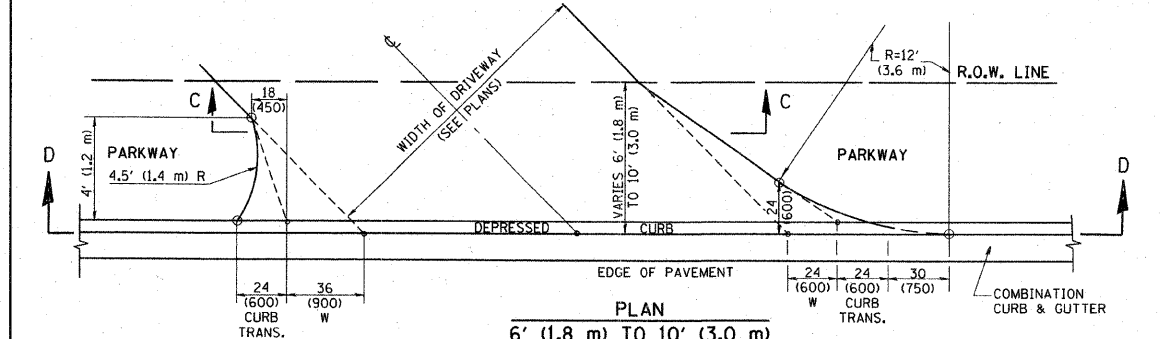 R=12'
(3.6 m)
R.O.W. LINE
℄
WIDTH OF DRIVEWAY
(SEE PLANS)
C
18
(450)
C
4' (1.2 m)
PARKWAY
4.5' (1.4 m) R
VARIES 6' (1.8 m)
TO 10' (3.0 m)
PARKWAY
D
D
24
(600)
DEPRESSED CURB
EDGE OF PAVEMENT
24
(600)
CURB
TRANS.
36
(900)
W
24
(600)
W
24
(600)
CURB
TRANS.
30
(750)
COMBINATION
CURB & GUTTER
PLAN
6' (1.8 m) TO 10' (3.0 m)